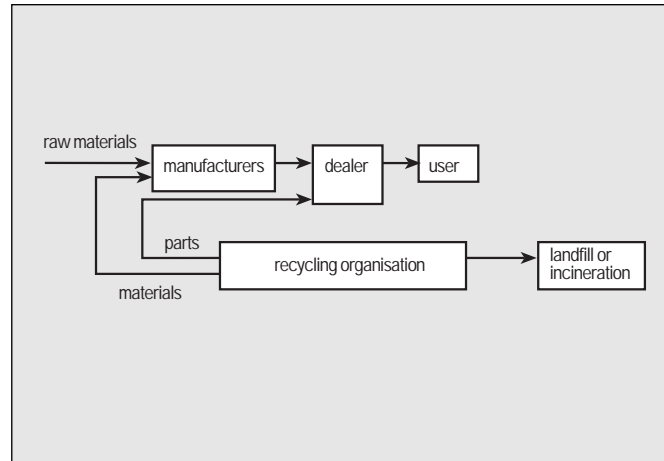 raw materials
manufacturers
dealer
user
parts
recycling organisation
landfill or
incineration
materials